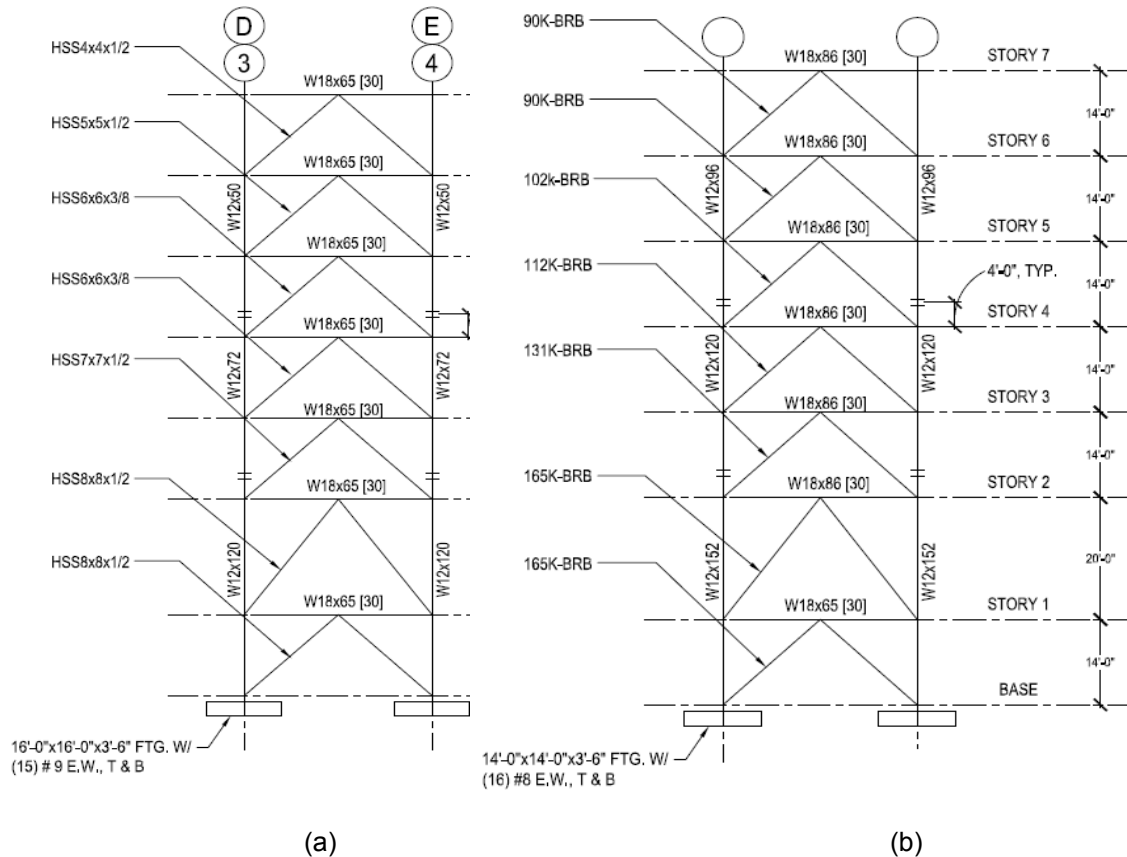 D
E
3
4
HSS4x4x1/2
W18x65 [30]
HSS5x5x1/2
W18x65 [30]
HSS6x6x3/8
W12x50
W12x50
W18x65 [30]
HSS6x6x3/8
W18x65 [30]
HSS7x7x1/2
W12x72
W12x72
W18x65 [30]
HSS8x8x1/2
W18x65 [30]
HSS8x8x1/2
W12x120
W12x120
W18x65 [30]
16'-0"x16'-0"x3'-6" FTG. W/
(15) # 9 E.W., T & B
(a)
90K-BRB
W18x86 [30]
STORY 7
90K-BRB
14'-0"
W18x86 [30]
STORY 6
102k-BRB
W12x96
W12x96
14'-0"
W18x86 [30]
STORY 5
112K-BRB
14'-0"
4'-0", TYP.
W18x86 [30]
STORY 4
131K-BRB
W12x120
W12x120
14'-0"
W18x86 [30]
STORY 3
14'-0"
165K-BRB
W18x86 [30]
STORY 2
165K-BRB
W12x152
W12x152
20'-0"
W18x65 [30]
STORY 1
14'-0"
BASE
14'-0"x14'-0"x3'-6" FTG. W/
(16) #8 E.W., T & B
(b)